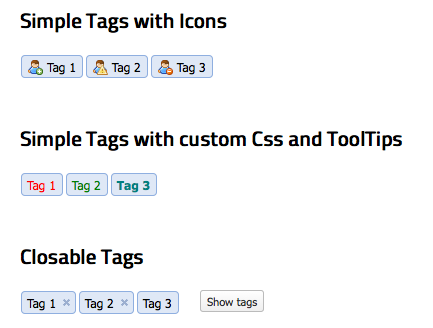 Simple Tags with Icons
Tag 1 Tag 2 Tag 3
Simple Tags with custom Css and ToolTips
Tag 1 Tag 2 Tag 3
Closable Tags
Tag 1 × Tag 2 × Tag 3 Show tags